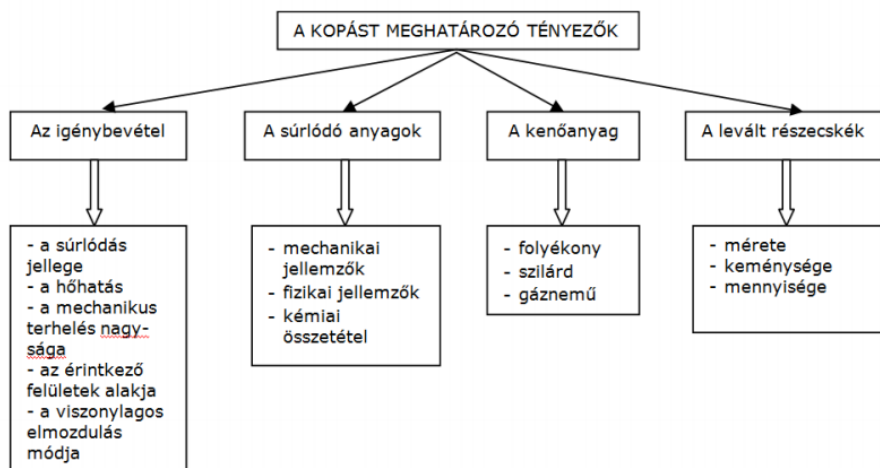 A KOPÁST MEGHATÁROZÓ TÉNYEZŐK
Az igénybevétel
A súrlódó anyagok
A kenőanyag
A levált részecskék
- a súrlódás
jellege
- a hőhatás
- a mechanikus
terhelés nagy-
sága
- az érintkező
felületek alakja
- a viszonylagos
elmozdulás
módja
- mechanikai
jellemzők
- fizikai jellemzők
- kémiai
összetétel
- folyékony
- szilárd
- gáznemű
- mérete
- keménysége
- mennyisége